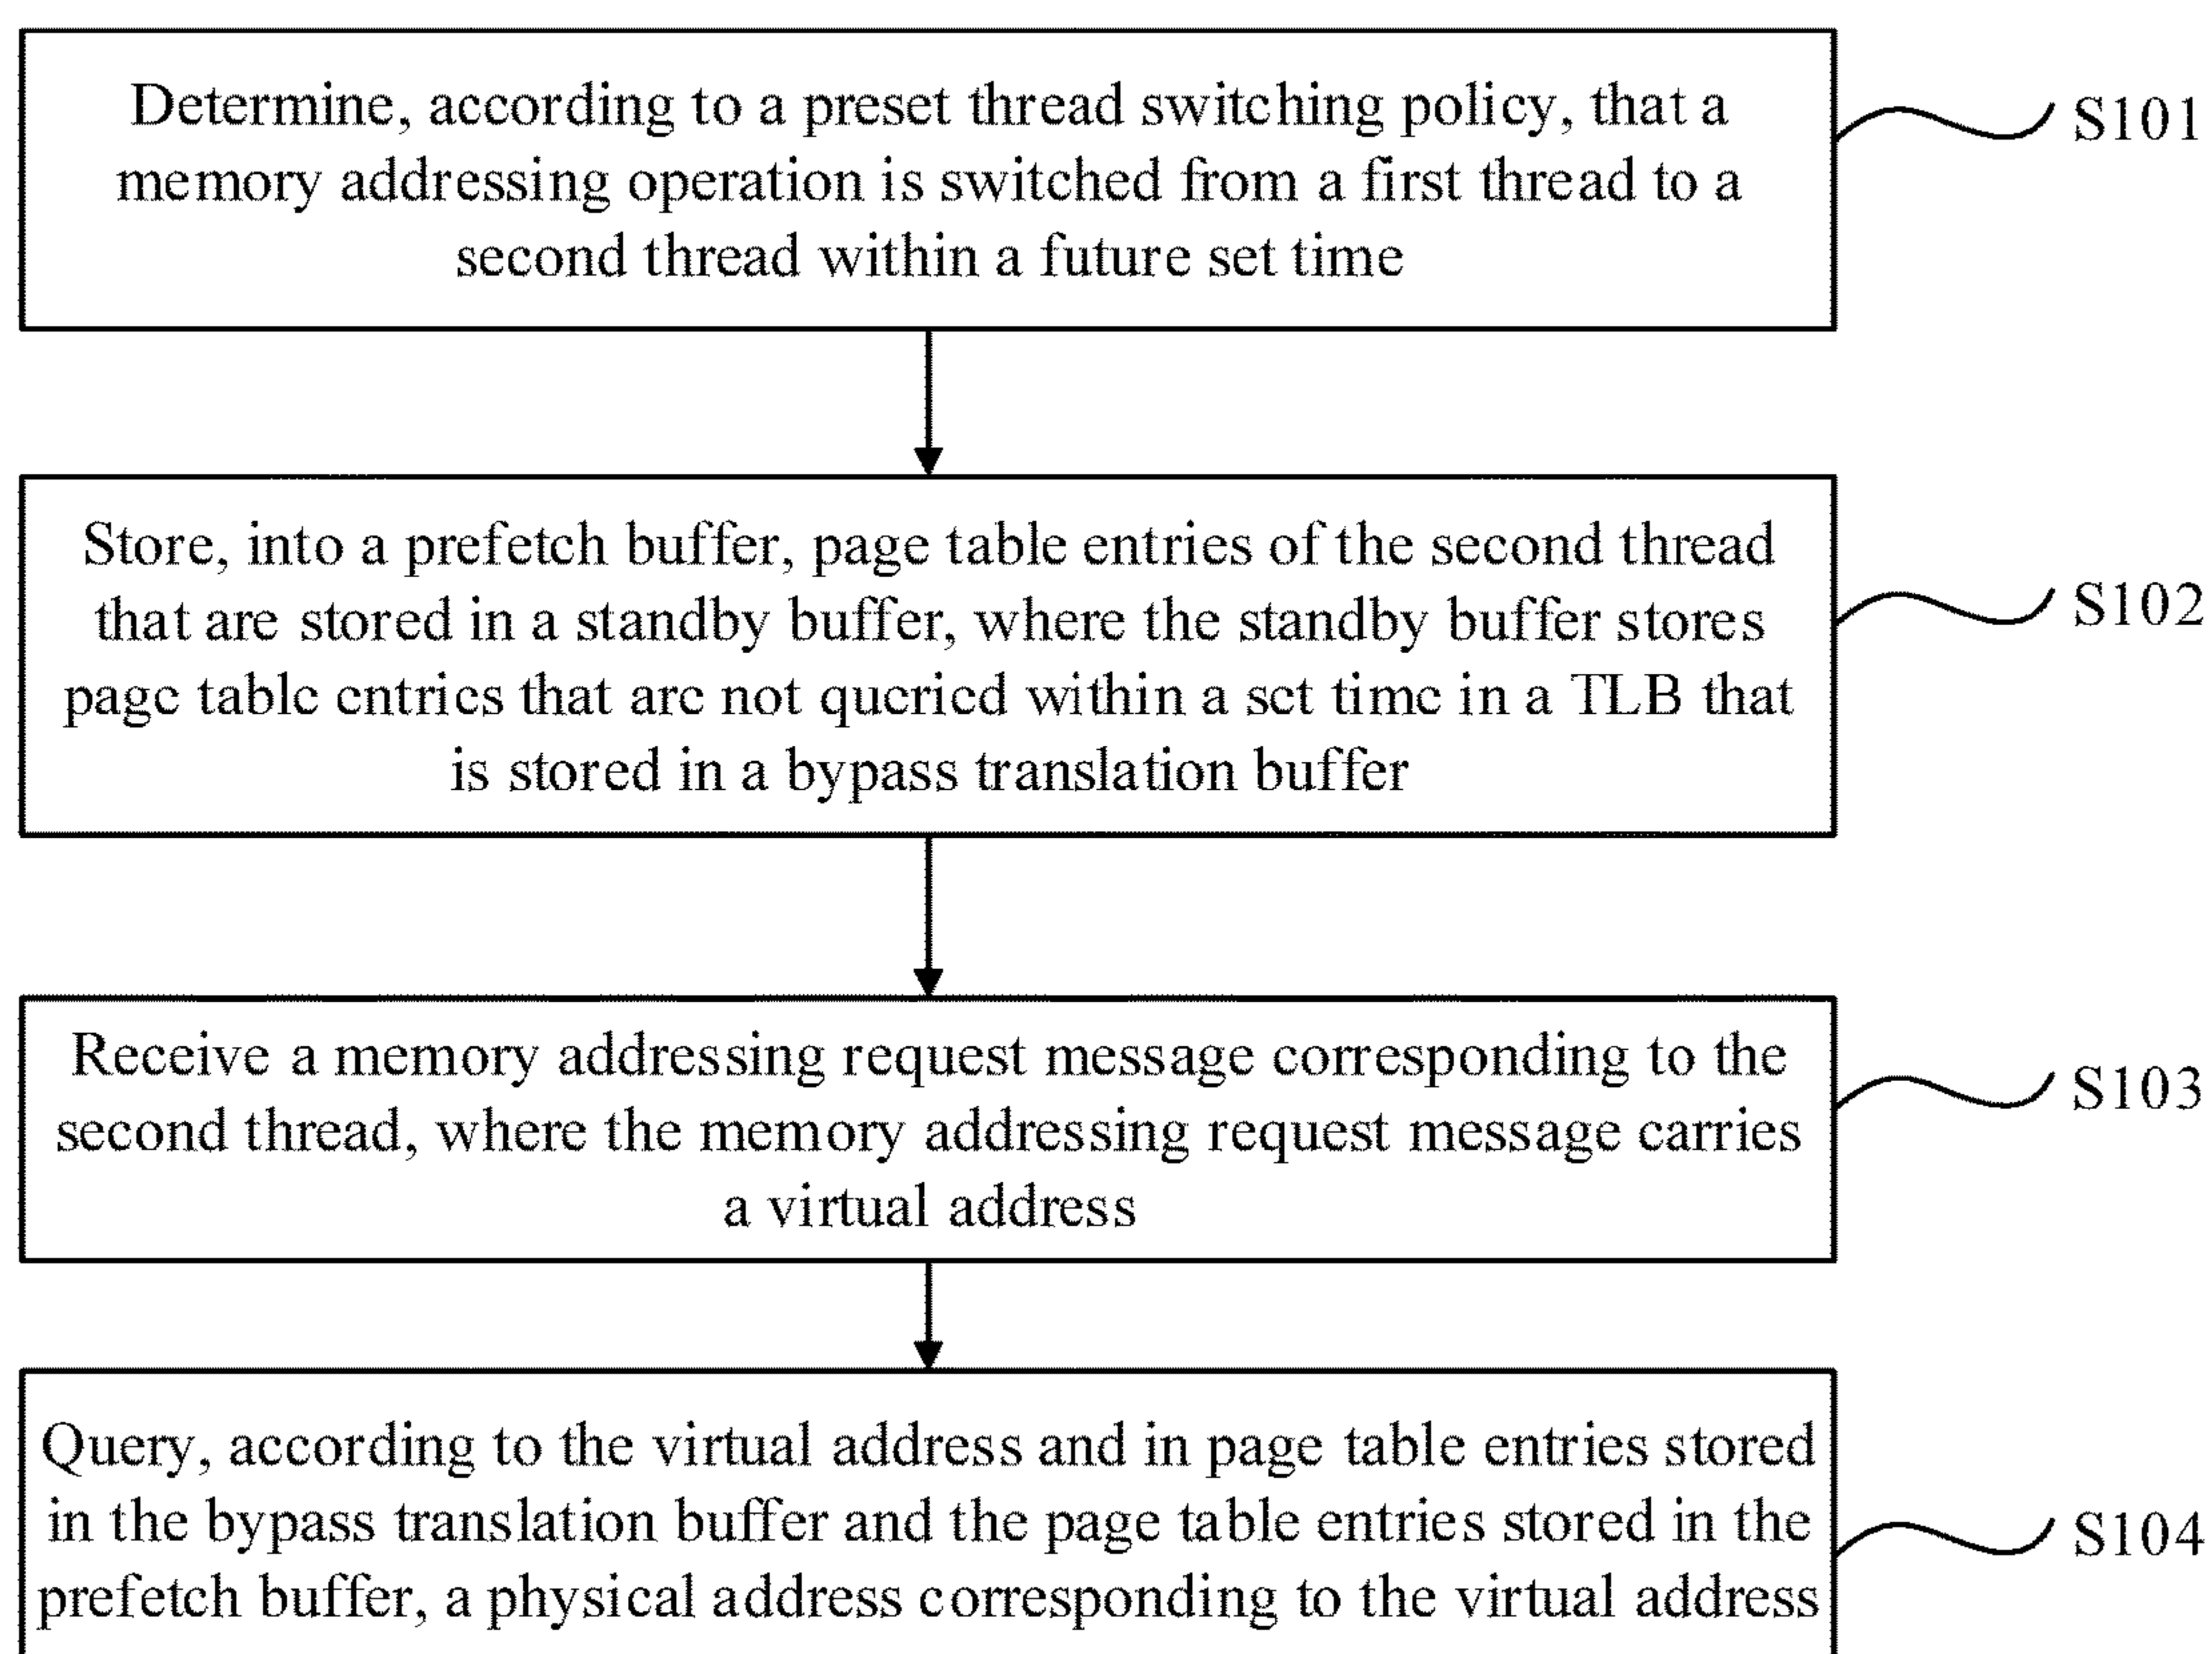 Determine, according to a preset thread switching policy, that a
memory addressing operation is switched from a first thread to a
second thread within a future set time
S101
Store, into a prefetch buffer, page table entries of the second thread
that are stored in a standby buffer, where the standby buffer stores
page table entries that are not queried within a set time in a TLB that
is stored in a bypass translation buffer
S102
Receive a memory addressing request message corresponding to the
second thread, where the memory addressing request message carries
a virtual address
S103
Query, according to the virtual address and in page table entries stored
in the bypass translation buffer and the page table entries stored in the
prefetch buffer, a physical address corresponding to the virtual address
S104